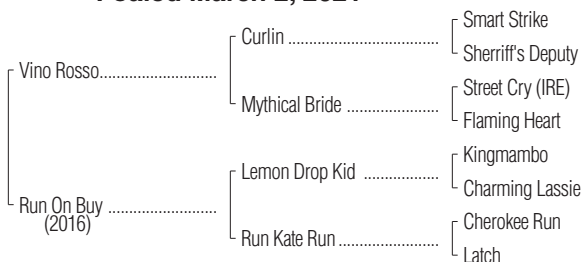 Foaled March 2, 2021
Smart Strike
Curlin
Sherriff's Deputy
Vino Rosso
Street Cry (IRE)
Mythical Bride
Flaming Heart
Kingmambo
Lemon Drop Kid
Charming Lassie
Run On Buy
(2016)
Cherokee Run
Run Kate Run
Latch